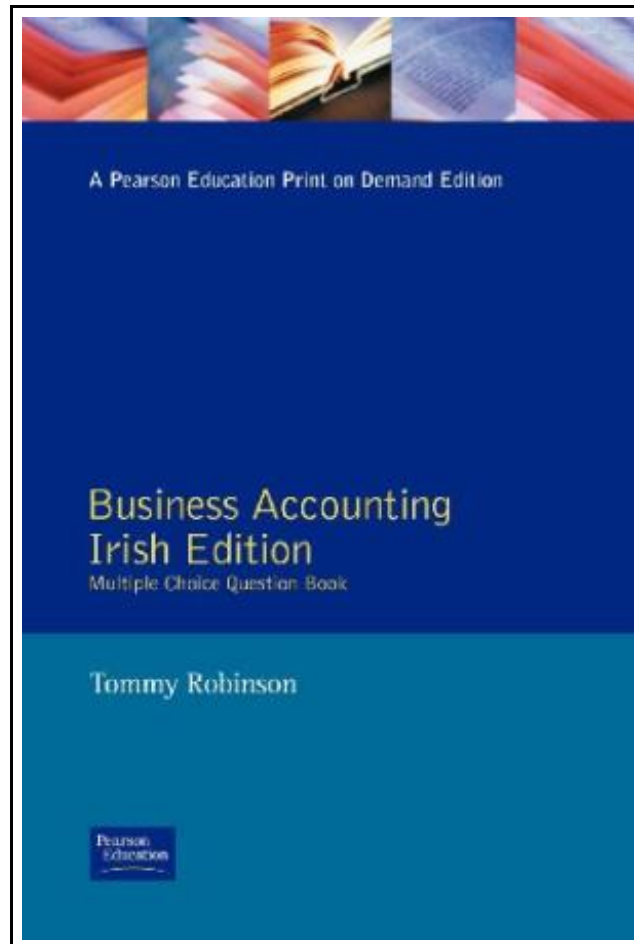 A Pearson Education Print on Demand Edition
Business Accounting
Irish Edition
Multiple Choice Question Book
Tommy Robinson
Pearson
Education